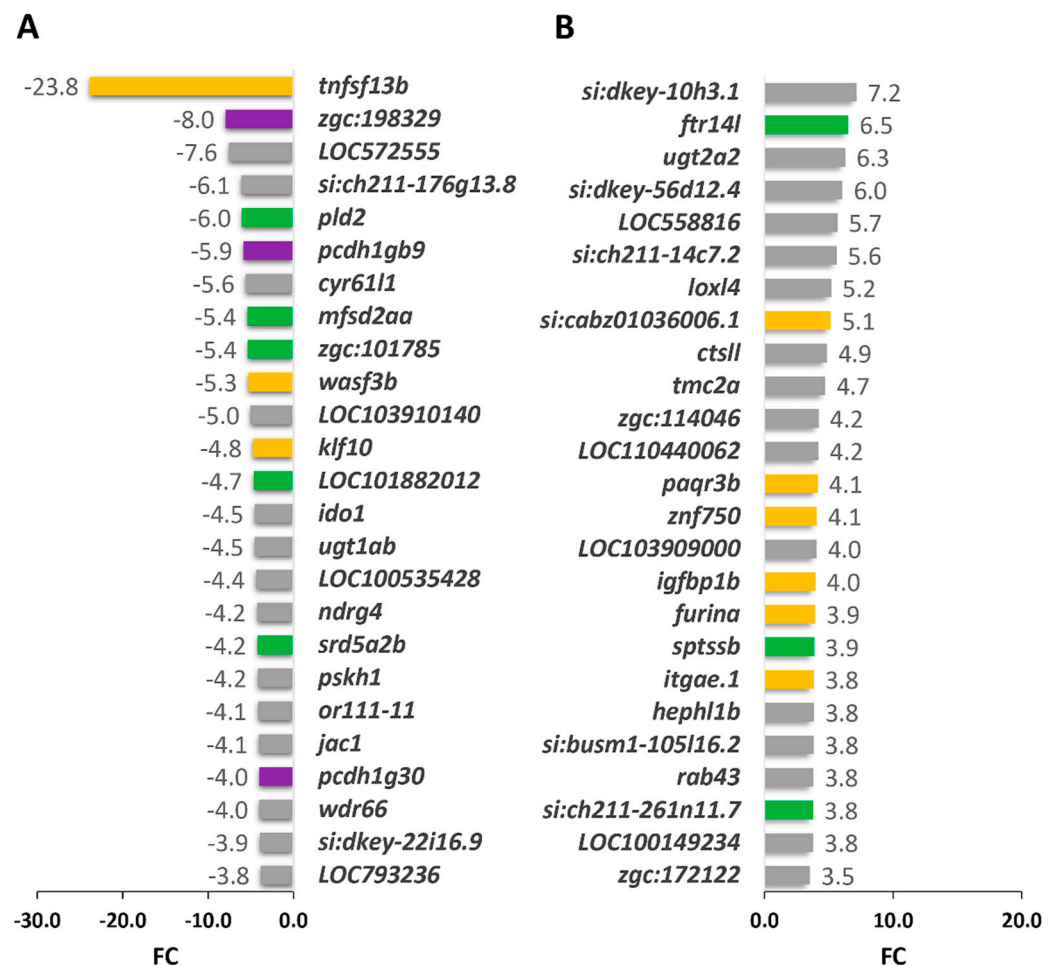 A
-23.8 tnfsf13b
-8.0 zgc:198329
-7.6 LOC572555
-6.1 si:ch211-176g13.8
-6.0 pld2
-5.9 pcdh1gb9
-5.6 cyr61l1
-5.4 mfsd2aa
-5.4 zgc:101785
-5.3 wasf3b
-5.0 LOC103910140
-4.8 klf10
-4.7 LOC101882012
-4.5 ido1
-4.5 ugt1ab
-4.4 LOC100535428
-4.2 ndrg4
-4.2 srd5a2b
-4.2 pskh1
-4.1 or111-11
-4.1 jac1
-4.0 pcdh1g30
-4.0 wdr66
-3.9 si:dkey-22i16.9
-3.8 LOC793236
-30.0 -20.0 -10.0 0.0
FC
B
si:dkey-10h3.1 7.2
ftr14l 6.5
ugt2a2 6.3
si:dkey-56d12.4 6.0
LOC558816 5.7
si:ch211-14c7.2 5.6
loxl4 5.2
si:cabz01036006.1 5.1
ctsll 4.9
tmc2a 4.7
zgc:114046 4.2
LOC110440062 4.2
paqr3b 4.1
znf750 4.1
LOC103909000 4.0
igfbp1b 4.0
furina 3.9
sptssb 3.9
itgae.1 3.8
hephl1b 3.8
si:busm1-105l16.2 3.8
rab43 3.8
si:ch211-261n11.7 3.8
LOC100149234 3.8
zgc:172122 3.5
0.0 10.0 20.0
FC